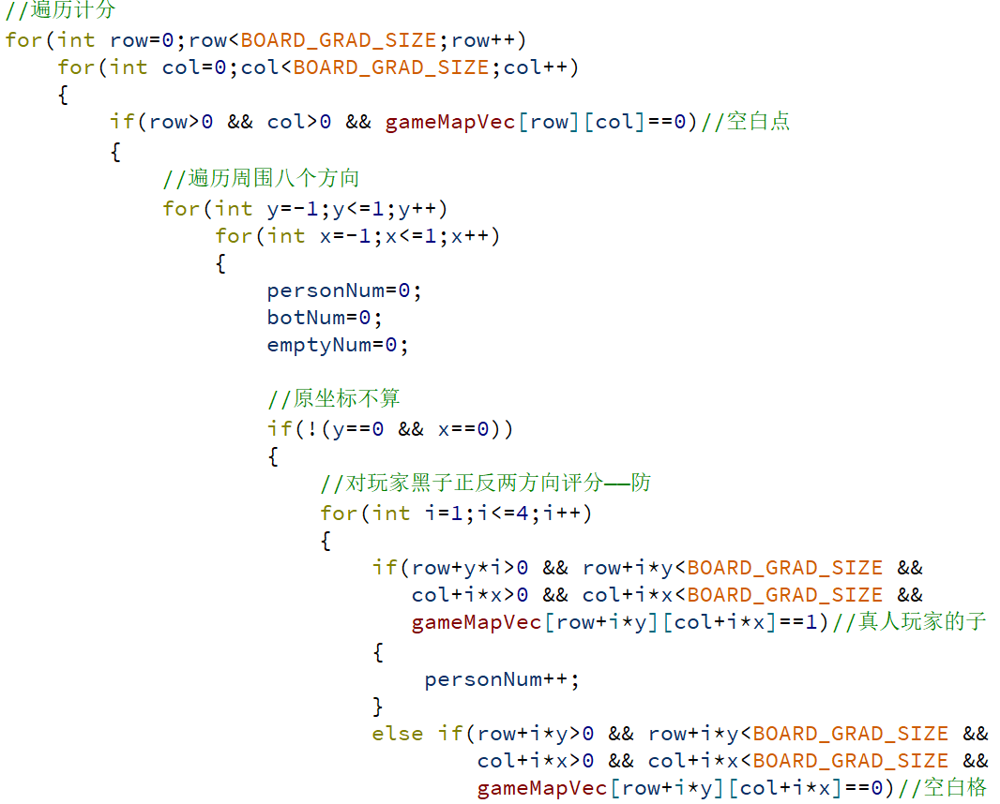 //遍历计分
for(int row=0;row<BOARD_GRAD_SIZE;row++)
    for(int col=0;col<BOARD_GRAD_SIZE;col++)
    {
        if(row>0 && col>0 && gameMapVec[row][col]==0)//空白点
        {
            //遍历周围八个方向
            for(int y=-1;y<=1;y++)
                for(int x=-1;x<=1;x++)
                {
                    personNum=0;
                    botNum=0;
                    emptyNum=0;

                    //原坐标不算
                    if(!(y==0 && x==0))
                    {
                        //对玩家黑子正反两方向评分——防
                        for(int i=1;i<=4;i++)
                        {
                            if(row+y*i>0 && row+i*y<BOARD_GRAD_SIZE &&
                               col+i*x>0 && col+i*x<BOARD_GRAD_SIZE &&
                               gameMapVec[row+i*y][col+i*x]==1)//真人玩家的子
                            {
                                personNum++;
                            }
                            else if(row+i*y>0 && row+i*y<BOARD_GRAD_SIZE &&
                                    col+i*x>0 && col+i*x<BOARD_GRAD_SIZE &&
                                    gameMapVec[row+i*y][col+i*x]==0)//空白格